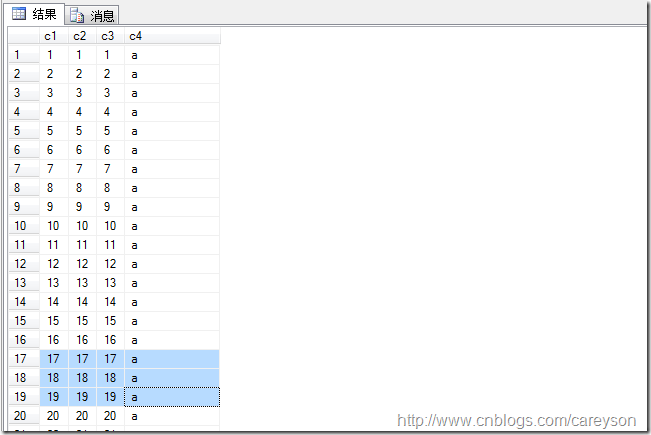 结果 消息
c1 c2 c3 c4
1 1 1 1 a
2 2 2 2 a
3 3 3 3 a
4 4 4 4 a
5 5 5 5 a
6 6 6 6 a
7 7 7 7 a
8 8 8 8 a
9 9 9 9 a
10 10 10 10 a
11 11 11 11 a
12 12 12 12 a
13 13 13 13 a
14 14 14 14 a
15 15 15 15 a
16 16 16 16 a
17 17 17 17 a
18 18 18 18 a
19 19 19 19 a
20 20 20 20 a
http://www.cnblogs.com/careyson